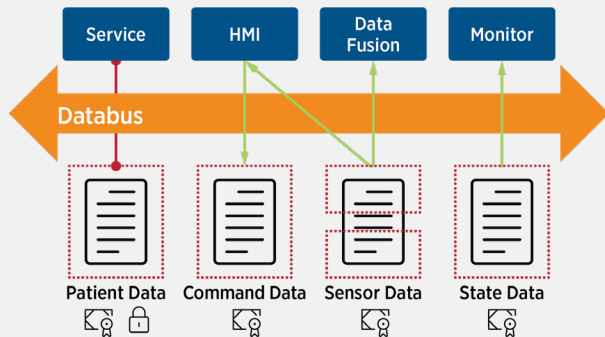 Service
HMI
Data
Fusion
Monitor
Databus
Patient Data
Command Data
Sensor Data
State Data